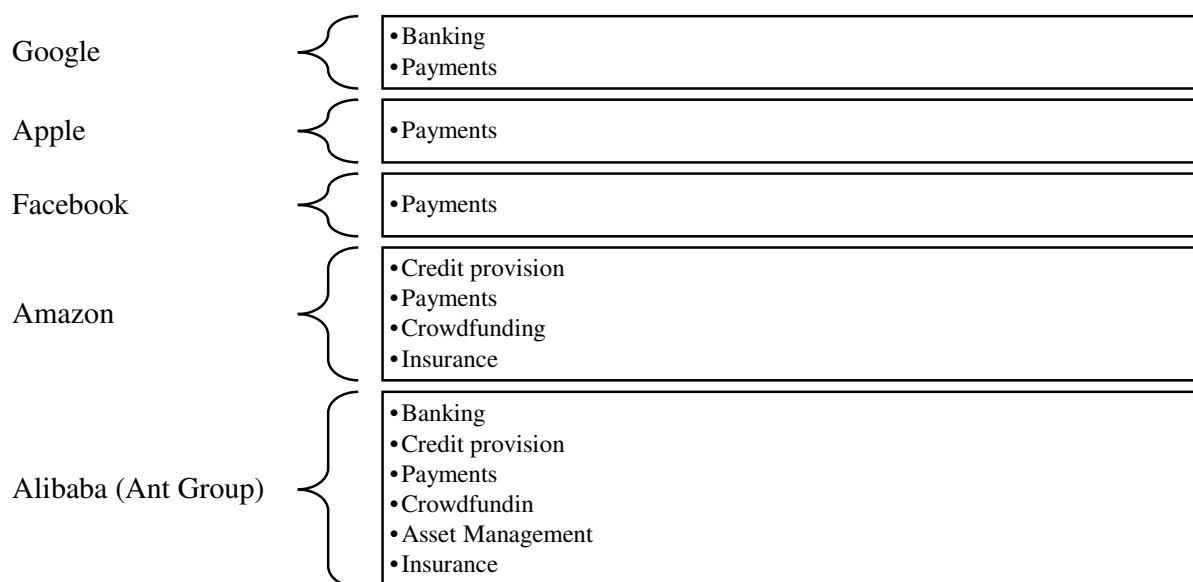 Google
•Banking
•Payments
Apple
•Payments
Facebook
•Payments
Amazon
•Credit provision
•Payments
•Crowdfunding
•Insurance
Alibaba (Ant Group)
•Banking
•Credit provision
•Payments
•Crowdfundin
•Asset Management
•Insurance